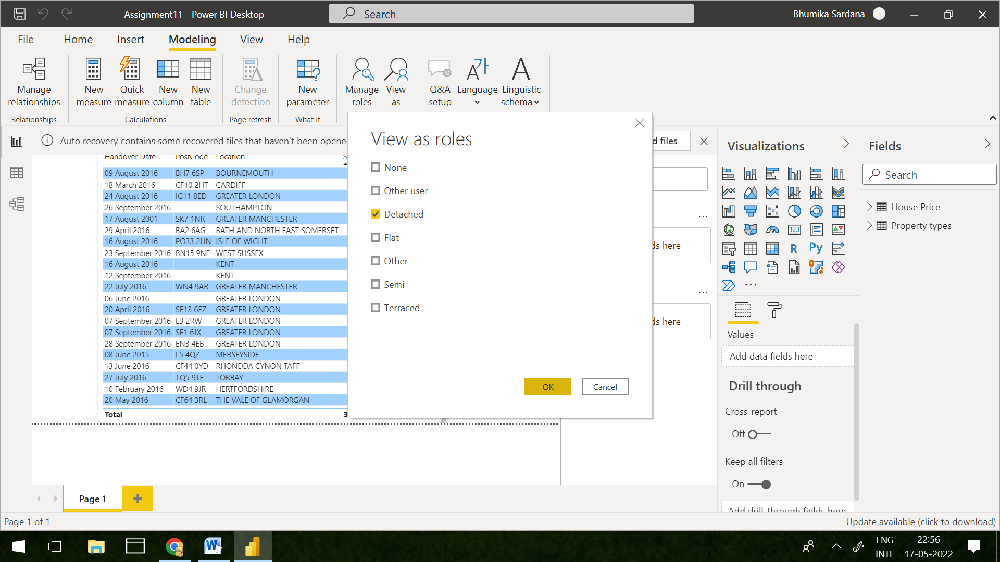 Assignment11 - Power BI Desktop
Search
Bhumika Sardana
File Home Insert Modeling View Help
Manage relationships
New measure
Quick measure
New column
New table
Change detection
New parameter
Manage roles
View as
Q&A setup
Language
Linguistic schema
Relationships
Calculations
Page refresh
What if
Auto recovery contains some recovered files that haven't been opened
d files
Handover Date PostCode Location S
09 August 2016 BH7 6SP BOURNEMOUTH
18 March 2016 CF10 2HT CARDIFF
24 August 2016 IG11 8ED GREATER LONDON
26 September 2016 SOUTHAMPTON
17 August 2001 SK7 1NR GREATER MANCHESTER
29 April 2016 BA2 6AG BATH AND NORTH EAST SOMERSET
16 August 2016 PO33 2UN ISLE OF WIGHT
23 September 2016 BN15 9NE WEST SUSSEX
16 August 2016 KENT
12 September 2016 KENT
22 July 2016 WN4 9AR GREATER MANCHESTER
06 June 2016 GREATER LONDON
20 April 2016 SE13 6EZ GREATER LONDON
07 September 2016 E3 2RW GREATER LONDON
07 September 2016 SE1 6JX GREATER LONDON
28 September 2016 EN3 4EB GREATER LONDON
08 June 2015 L5 4QZ MERSEYSIDE
13 June 2016 CF44 0YD RHONDDA CYNON TAFF
27 July 2016 TQ5 9TE TORBAY
10 February 2016 WD4 9JR HERTFORDSHIRE
20 May 2016 CF64 3RL THE VALE OF GLAMORGAN
Total 3
View as roles
None
Other user
Detached
Flat
Other
Semi
Terraced
OK Cancel
ds here
ds here
Visualizations
123
R Py
Values
Add data fields here
Drill through
Cross-report
Off
Keep all filters
On
Add drill-through fields here
Fields
Search
House Price
Property types
Page 1
Page 1 of 1
Update available (click to download)
ENG
INTL
22:56
17-05-2022